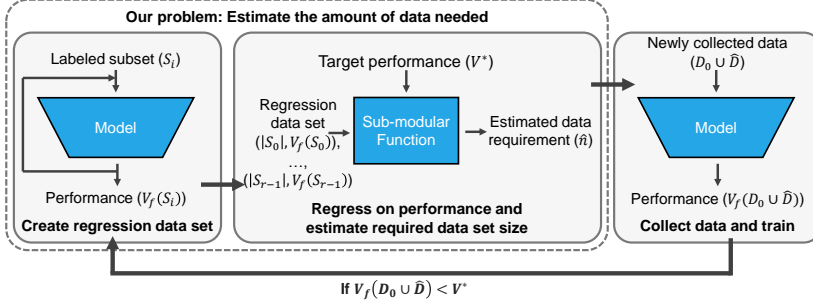 Our problem: Estimate the amount of data needed
Labeled subset (S_i)
Model
Performance (V_f(S_i))
Create regression data set
Target performance (V*)
Regression
data set
(|S_0|, V_f(S_0)),
...,
(|S_{r-1}|, V_f(S_{r-1}))
Sub-modular
Function
Estimated data
requirement (n̂)
Regress on performance and
estimate required data set size
Newly collected data
(D_0 ∪ D̂)
Model
Performance (V_f(D_0 ∪ D̂))
Collect data and train
If V_f(D_0 ∪ D̂) < V*